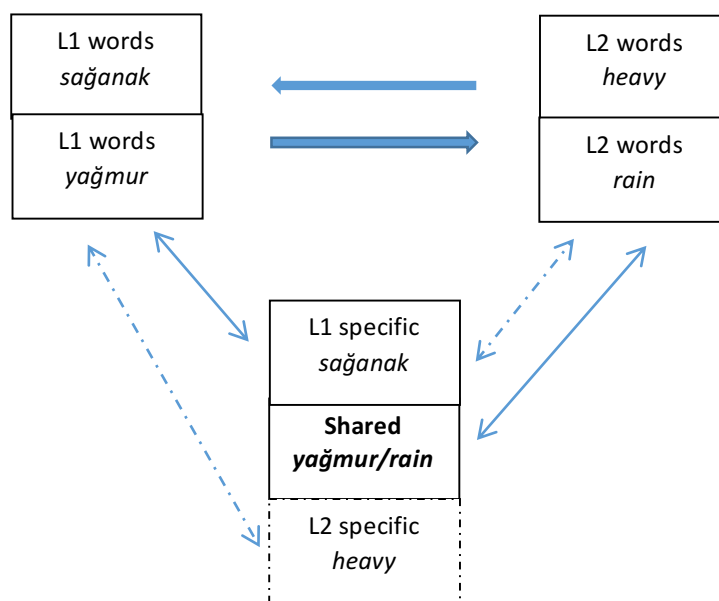 L1 words
sağanak
L1 words
yağmur
L2 words
heavy
L2 words
rain
L1 specific
sağanak
Shared
yağmur/rain
L2 specific
heavy